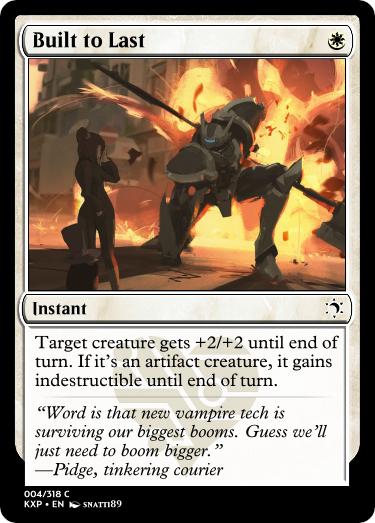 Built to Last
Instant
Target creature gets +2/+2 until end of
turn. If it's an artifact creature, it gains
indestructible until end of turn.
“Word is that new vampire tech is
surviving our biggest booms. Guess we'll
just need to boom bigger.”
—Pidge, tinkering courier
004/318 C
KXP • EN SNATTI89